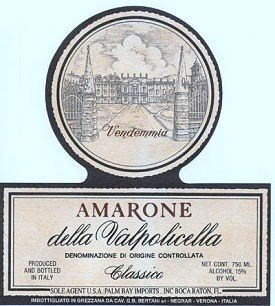 Vendemmia
AMARONE
della Valpolicella
DENOMINAZIONE DI ORIGINE CONTROLLATA
Classico
PRODUCED
AND BOTTLED
IN ITALY
NET CONT. 750 ML
ALCOHOL 15%
BY VOL.
SOLE AGENT U.S.A.: PALM BAY IMPORTS, INC BOCA RATON, FL.
IMBOTTIGLIATO IN GREZZANA DA CAV. G.B. BERTANI srl - NEGRAR - VERONA - ITALIA